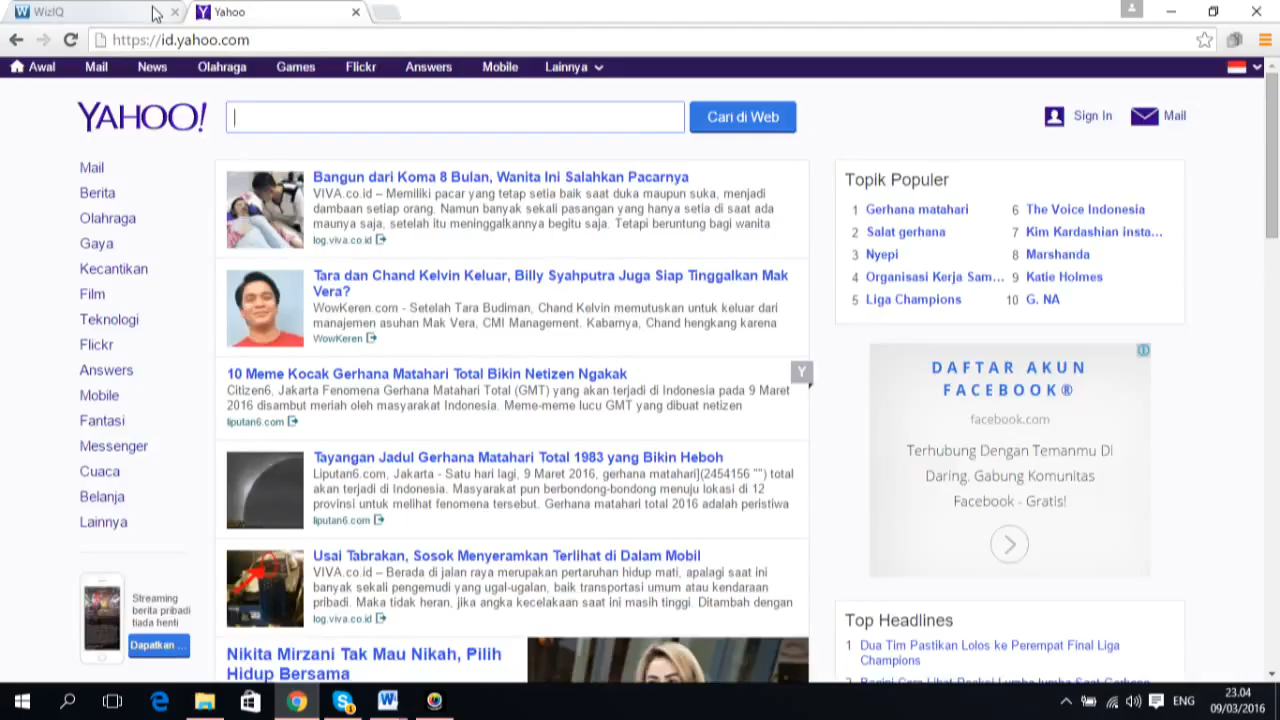 WizIQ
Yahoo
https://id.yahoo.com
Awal Mail News Olahraga Games Flickr Answers Mobile Lainnya
YAHOO!
Cari di Web
Sign In
Mail
Mail
Berita
Olahraga
Gaya
Kecantikan
Film
Teknologi
Flickr
Answers
Mobile
Fantasi
Messenger
Cuaca
Belanja
Lainnya
Streaming
berita pribadi
tiada henti
Dapatkan ...
Bangun dari Koma 8 Bulan, Wanita Ini Salahkan Pacarnya
VIVA.co.id – Memiliki pacar yang tetap setia baik saat duka maupun suka, menjadi
dambaan setiap orang. Namun banyak sekali pasangan yang hanya setia di saat ada
maunya saja, setelah itu meninggalkannya begitu saja. Tetapi beruntung bagi wanita
log.viva.co.id
Tara dan Chand Kelvin Keluar, Billy Syahputra Juga Siap Tinggalkan Mak
Vera?
WowKeren.com - Setelah Tara Budiman, Chand Kelvin memutuskan untuk keluar dari
manajemen asuhan Mak Vera, CMI Management. Kabarnya, Chand hengkang karena
WowKeren
10 Meme Kocak Gerhana Matahari Total Bikin Netizen Ngakak
Citizen6, Jakarta Fenomena Gerhana Matahari Total (GMT) yang akan terjadi di Indonesia pada 9 Maret
2016 disambut meriah oleh masyarakat Indonesia. Meme-meme lucu GMT yang dibuat netizen
liputan6.com
Y
Tayangan Jadul Gerhana Matahari Total 1983 yang Bikin Heboh
Liputan6.com, Jakarta - Satu hari lagi, 9 Maret 2016, gerhana matahari](2454156 "") total
akan terjadi di Indonesia. Masyarakat pun berbondong-bondong menuju lokasi di 12
provinsi untuk melihat fenomena tersebut. Gerhana matahari total 2016 adalah peristiwa
liputan6.com
Usai Tabrakan, Sosok Menyeramkan Terlihat di Dalam Mobil
VIVA.co.id – Berada di jalan raya merupakan pertaruhan hidup mati, apalagi saat ini
banyak sekali pengemudi yang ugal-ugalan, baik transportasi umum atau kendaraan
pribadi. Maka tidak heran, jika angka kecelakaan saat ini masih tinggi. Ditambah dengan
log.viva.co.id
Nikita Mirzani Tak Mau Nikah, Pilih
Hidup Bersama
Topik Populer
1 Gerhana matahari
2 Salat gerhana
3 Nyepi
4 Organisasi Kerja Sam...
5 Liga Champions
6 The Voice Indonesia
7 Kim Kardashian insta...
8 Marshanda
9 Katie Holmes
10 G. NA
DAFTAR AKUN
FACEBOOK®
facebook.com
Terhubung Dengan Temanmu Di
Daring. Gabung Komunitas
Facebook - Gratis!
Top Headlines
1 Dua Tim Pastikan Lolos ke Perempat Final Liga
Champions
ENG
23.04
09/03/2016